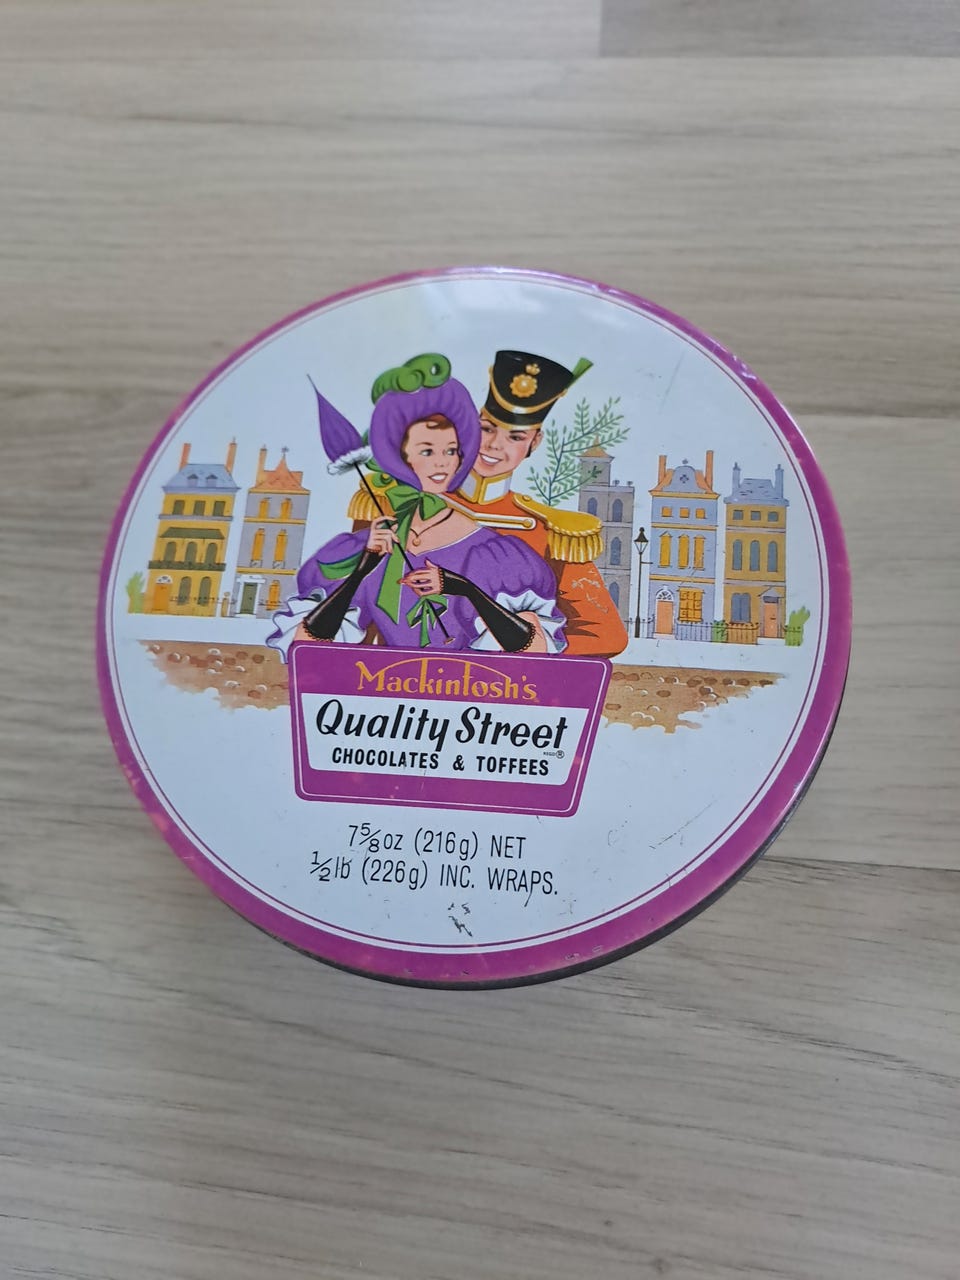 Mackintosh's
Quality Street
CHOCOLATES & TOFFEES
7⅝oz (216g) NET
½lb (226g) INC. WRAPS.